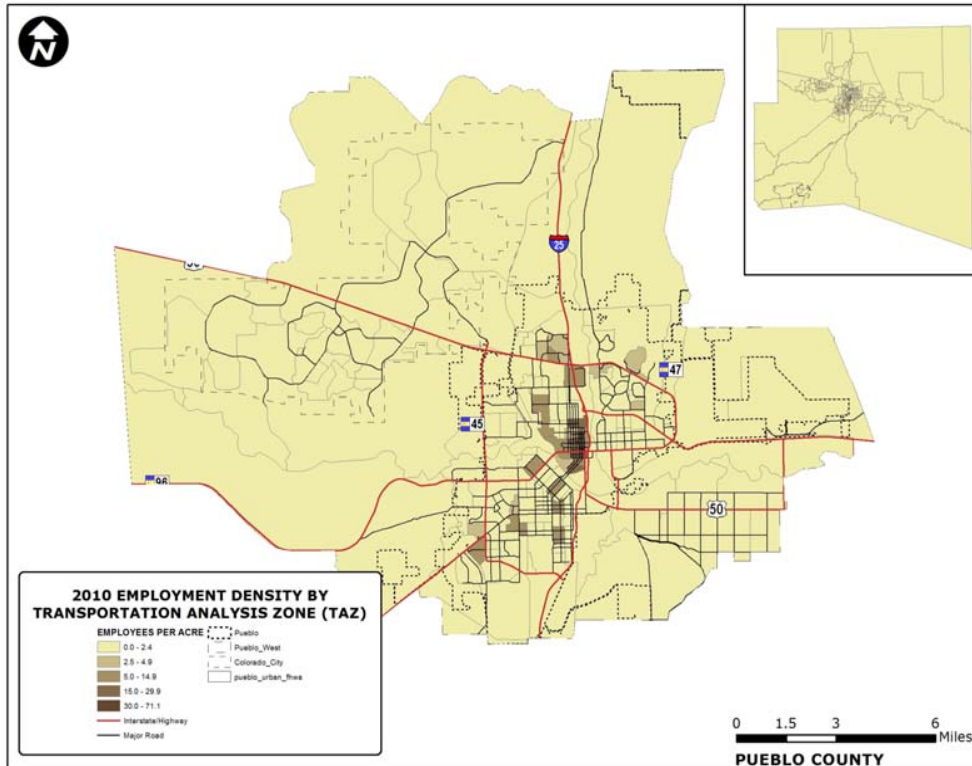 N
25
47
45
96
50
2010 EMPLOYMENT DENSITY BY
TRANSPORTATION ANALYSIS ZONE (TAZ)
EMPLOYEES PER ACRE
0.0 - 2.4
2.5 - 4.9
5.0 - 14.9
15.0 - 29.9
30.0 - 71.1
Interstate/Highway
Major Road
Pueblo
Pueblo_West
Colorado_City
pueblo_urban_fhwa
0 1.5 3 6
Miles
PUEBLO COUNTY